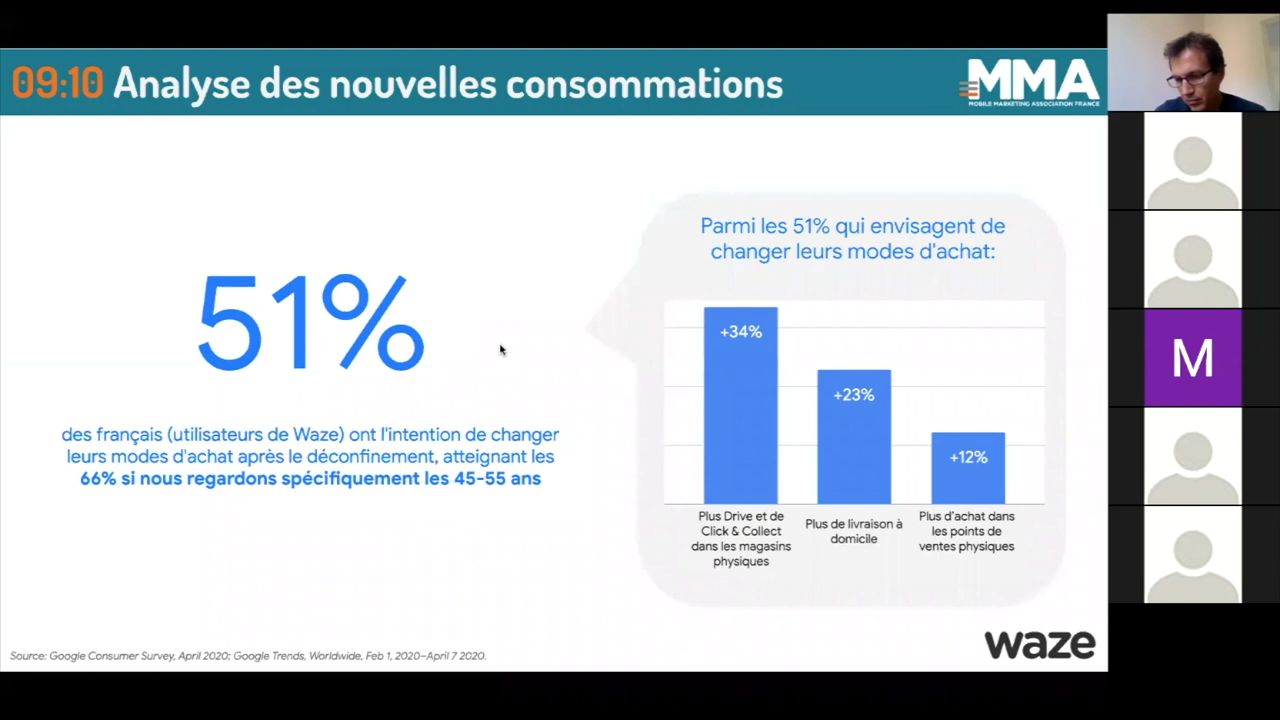 09:10 Analyse des nouvelles consommations
MMA
MOBILE MARKETING ASSOCIATION FRANCE
51%
des français (utilisateurs de Waze) ont l'intention de changer
leurs modes d'achat après le déconfinement, atteignant les
66% si nous regardons spécifiquement les 45-55 ans
Parmi les 51% qui envisagent de
changer leurs modes d'achat:
+34%
+23%
+12%
Plus Drive et de
Click & Collect
dans les magasins
physiques
Plus de livraison à
domicile
Plus d'achat dans
les points de
ventes physiques
Source: Google Consumer Survey, April 2020; Google Trends, Worldwide, Feb 1, 2020–April 7 2020.
waze
M